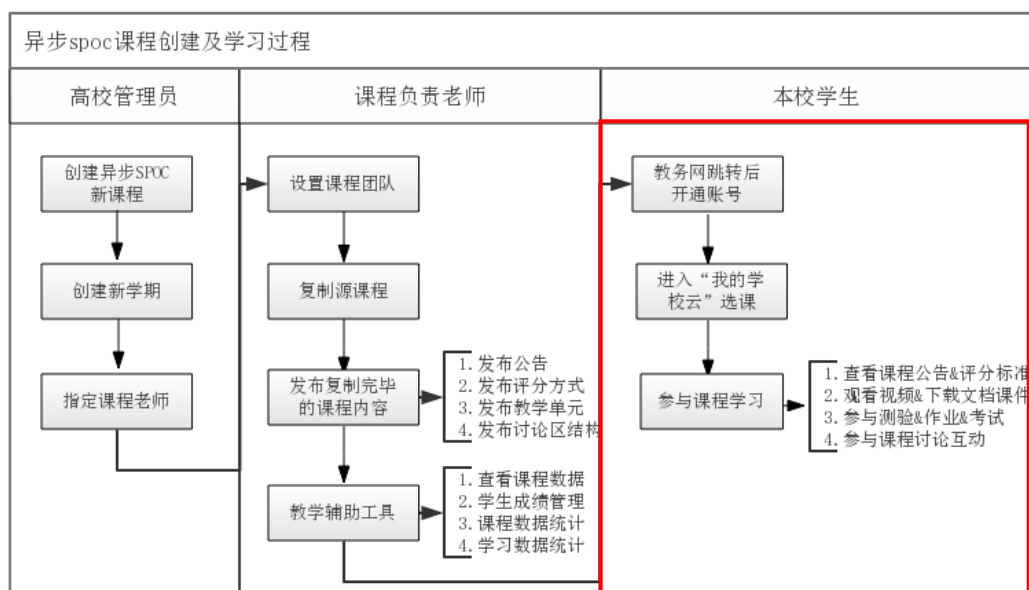 异步spoc课程创建及学习过程
高校管理员
课程负责老师
本校学生
创建异步SPOC
新课程
创建新学期
指定课程老师
设置课程团队
复制源课程
发布复制完毕
的课程内容
1. 发布公告
2. 发布评分方式
3. 发布教学单元
4. 发布讨论区结构
教学辅助工具
1. 查看课程数据
2. 学生成绩管理
3. 课程数据统计
4. 学习数据统计
教务网跳转后
开通账号
进入“我的学
校云”选课
参与课程学习
1. 查看课程公告&评分标准
2. 观看视频&下载文档课件
3. 参与测验&作业&考试
4. 参与课程讨论互动